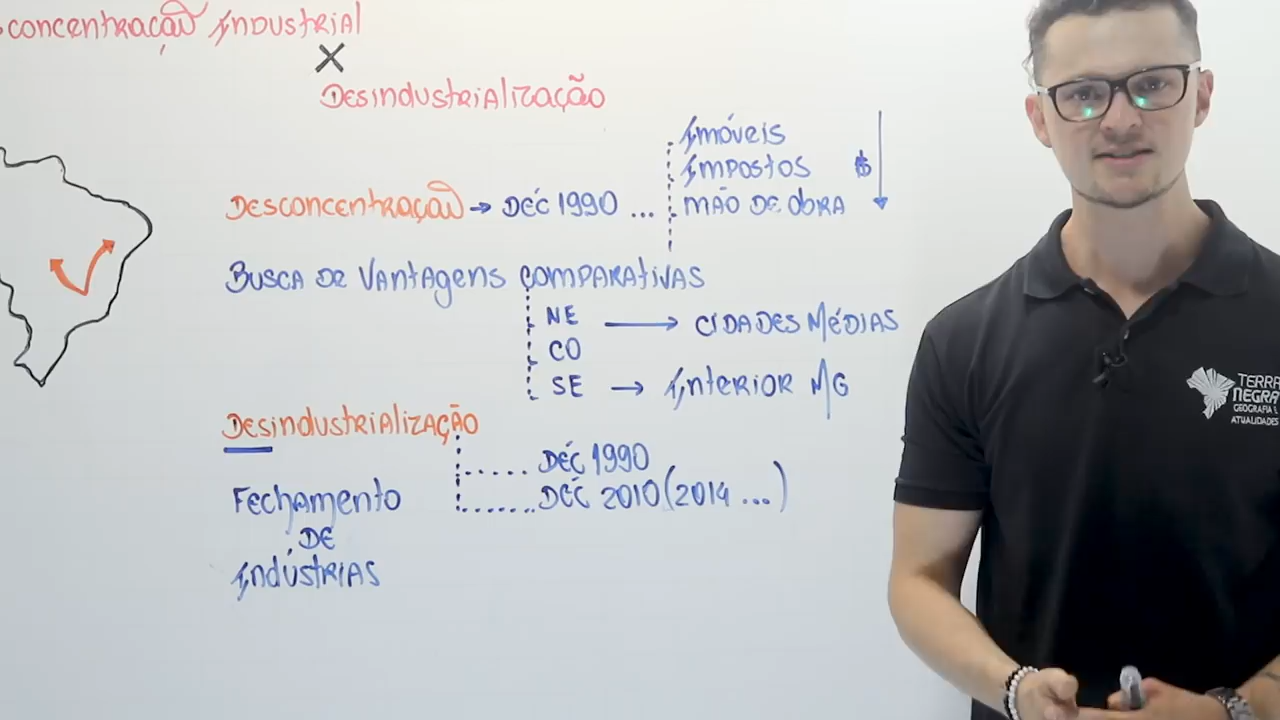 concentração Industrial
X
Desindustrialização
Imóveis
Impostos
$
Desconcentração → DÉC 1990 ... MÃO DE OBRA
Busca de Vantagens comparativas
NE → CIDADES MÉDIAS
CO
SE → Interior MG
Desindustrialização
DÉC 1990
Fechamento
DÉC 2010 (2014 ...)
DE
Indústrias
TERRA
NEGRA
GEOGRAFIA E
ATUALIDADES